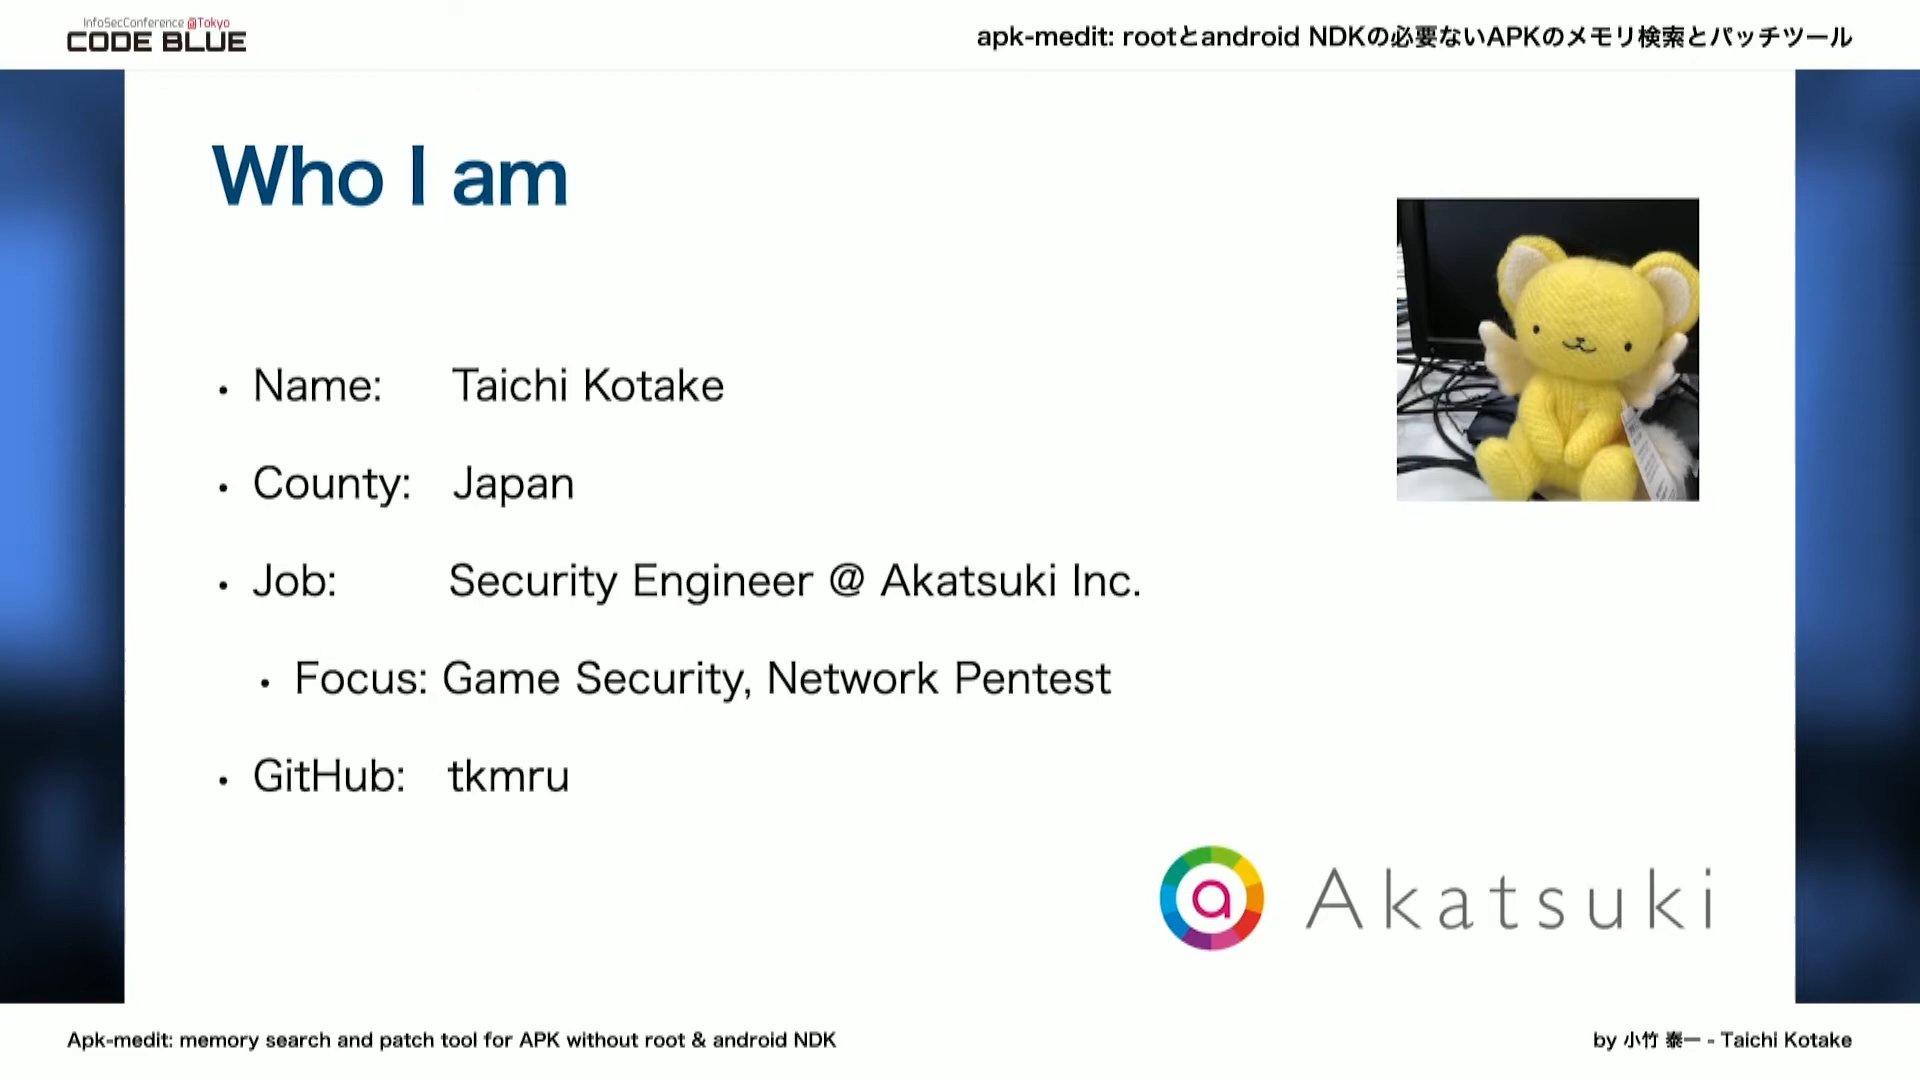 InfoSecConference @Tokyo
CODE BLUE
apk-medit: rootとandroid NDKの必要ないAPKのメモリ検索とパッチツール
Who I am
• Name: Taichi Kotake
• County: Japan
• Job: Security Engineer @ Akatsuki Inc.
• Focus: Game Security, Network Pentest
• GitHub: tkmru
a Akatsuki
Apk-medit: memory search and patch tool for APK without root & android NDK
by 小竹 泰一 - Taichi Kotake